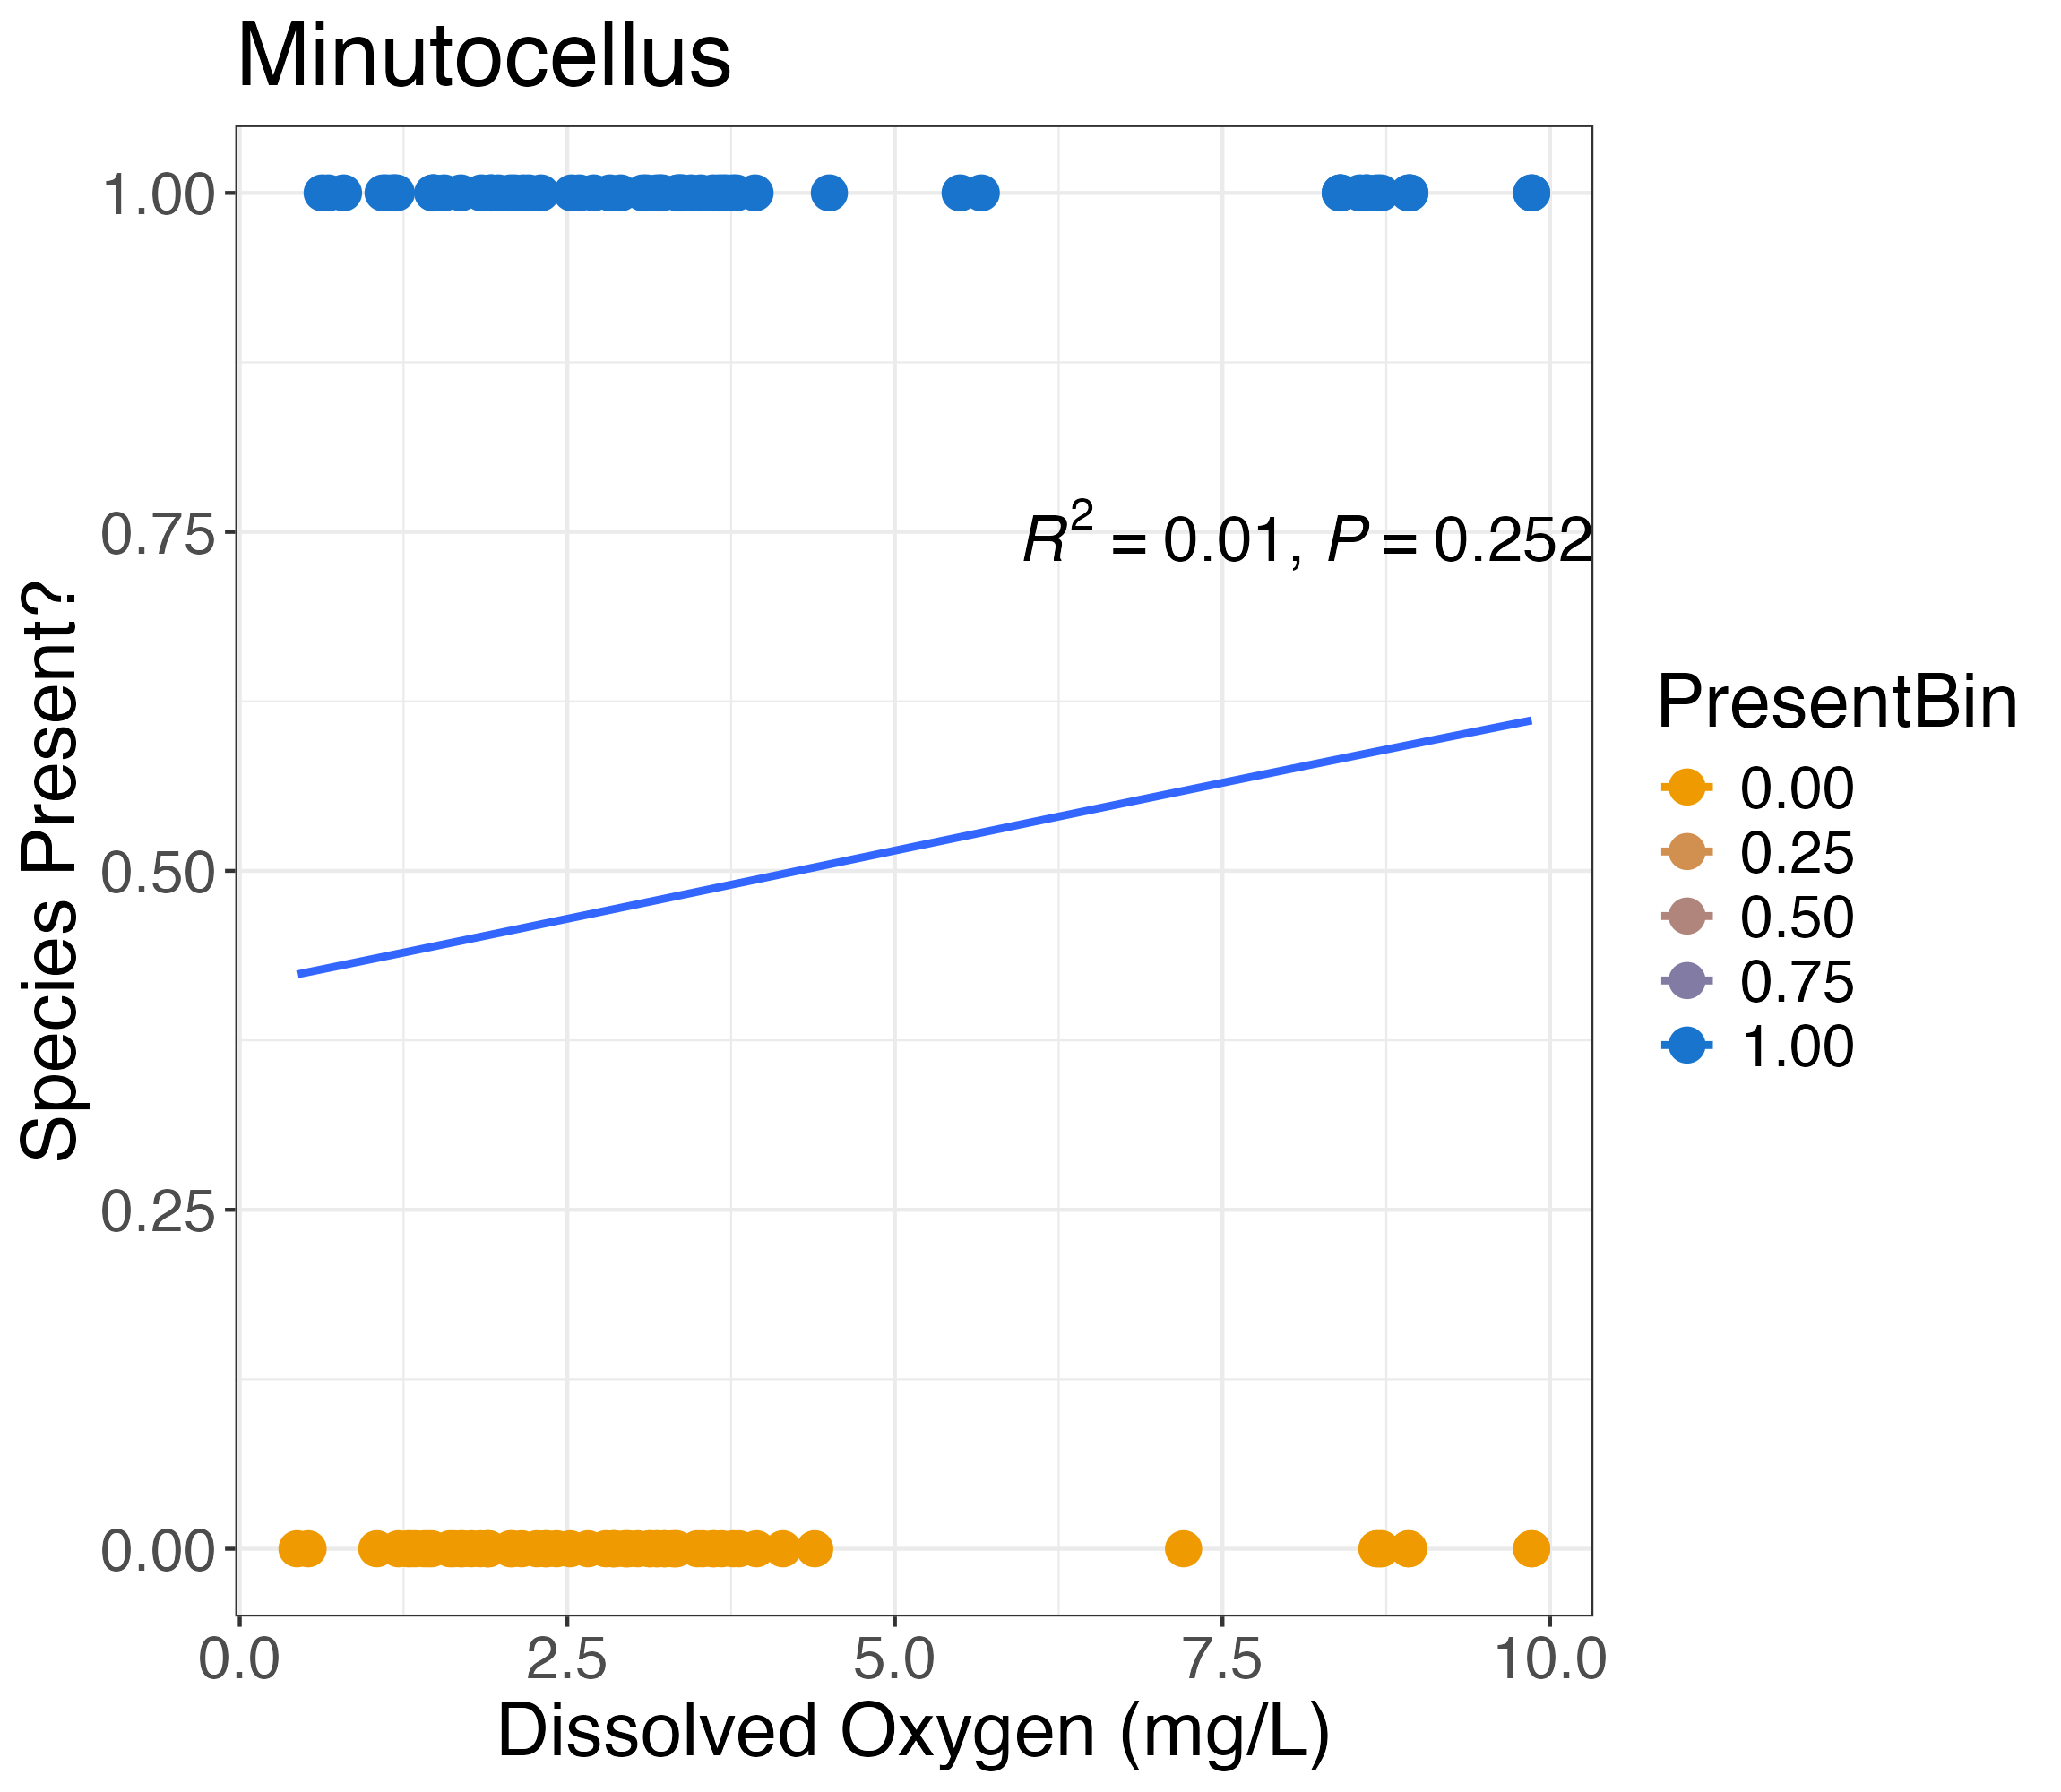 Minutocellus
1.00
0.75
0.50
0.25
0.00
Species Present?
R² = 0.01, P = 0.252
0.0 2.5 5.0 7.5 10.0
Dissolved Oxygen (mg/L)
PresentBin
0.00
0.25
0.50
0.75
1.00